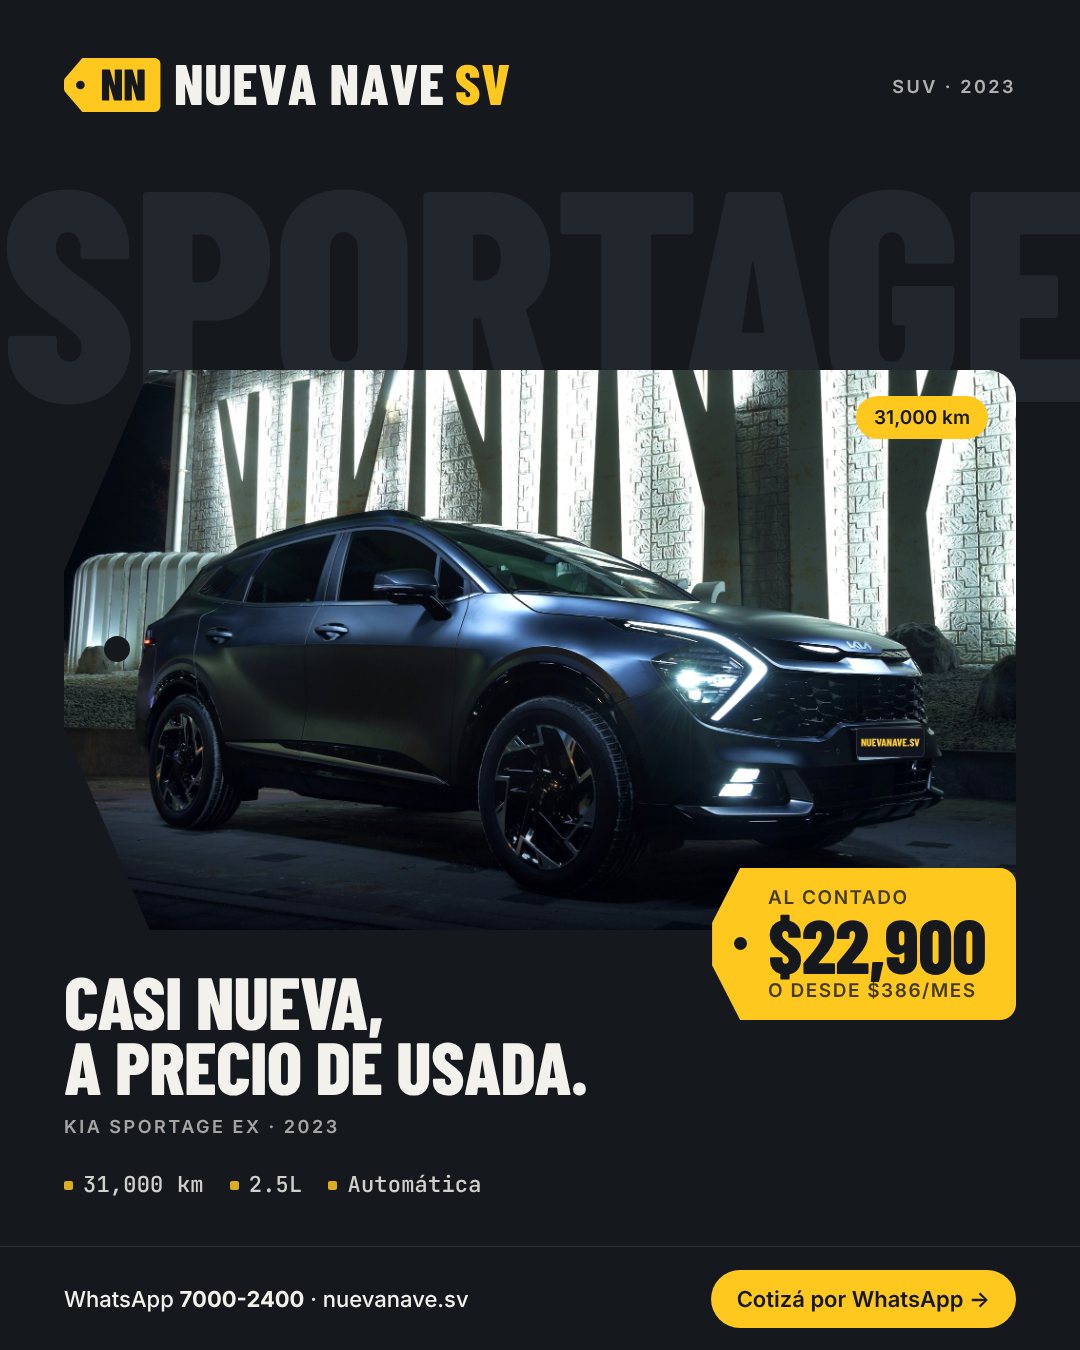 NN NUEVA NAVE SV
SUV · 2023
SPORTAGE
31,000 km
KIA
NUEVANAVE.SV
AL CONTADO
$22,900
O DESDE $386/MES
CASI NUEVA,
A PRECIO DE USADA.
KIA SPORTAGE EX · 2023
31,000 km 2.5L Automática
WhatsApp 7000-2400 · nuevanave.sv
Cotizá por WhatsApp →